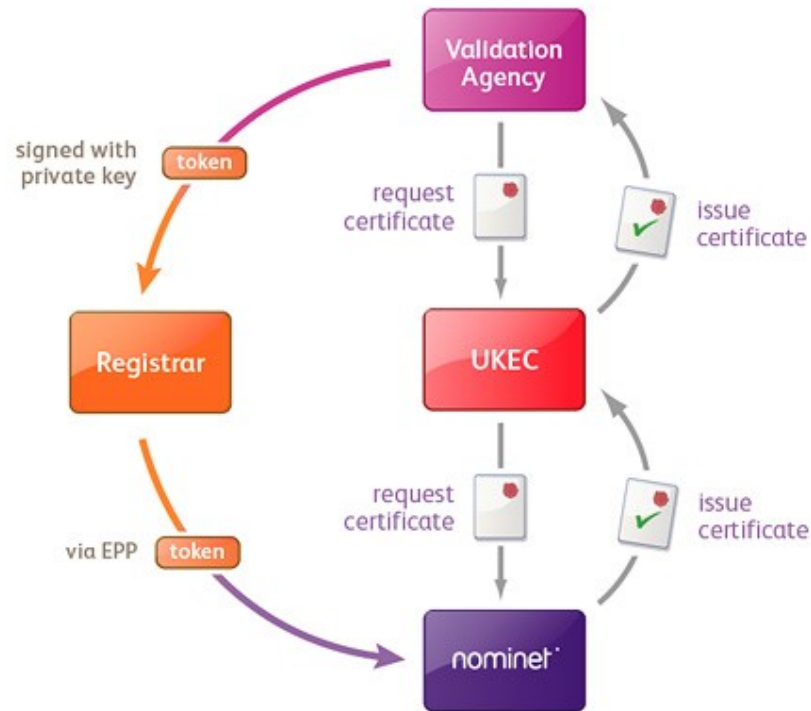 Validation
Agency
signed with
private key
token
request
certificate
issue
certificate
Registrar
UKEC
request
certificate
issue
certificate
via EPP
token
nominet